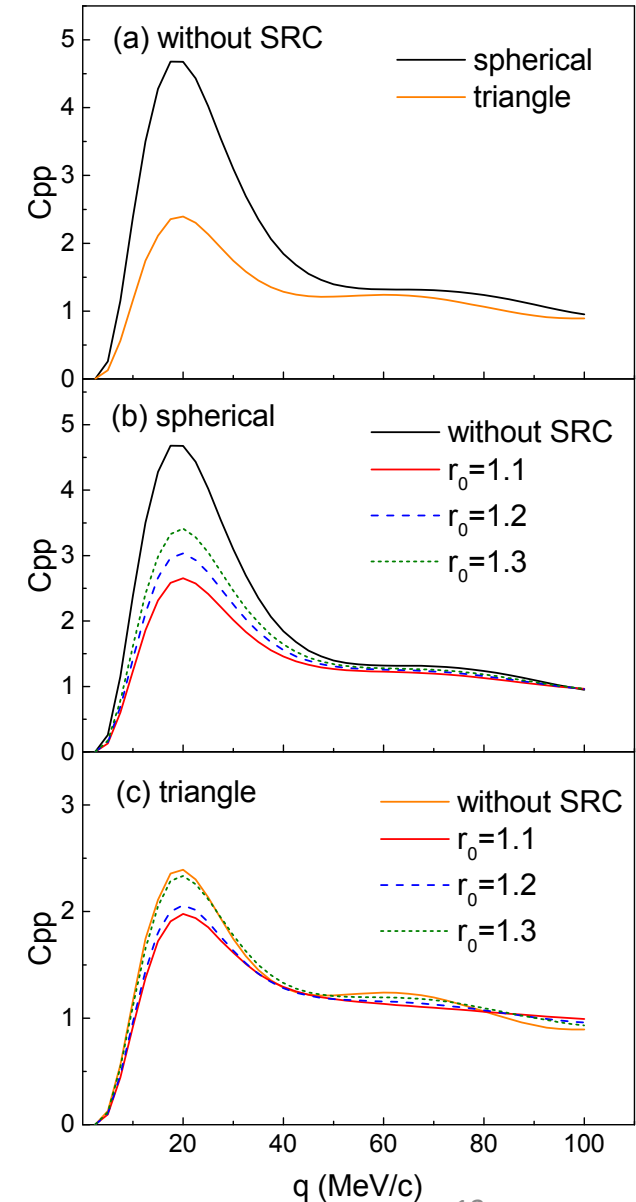 (a) without SRC
spherical
triangle
5
4
3
2
1
0
Cpp
(b) spherical
without SRC
r₀=1.1
r₀=1.2
r₀=1.3
5
4
3
2
1
0
Cpp
(c) triangle
without SRC
r₀=1.1
r₀=1.2
r₀=1.3
3
2
1
0
Cpp
20 40 60 80 100
q (MeV/c)